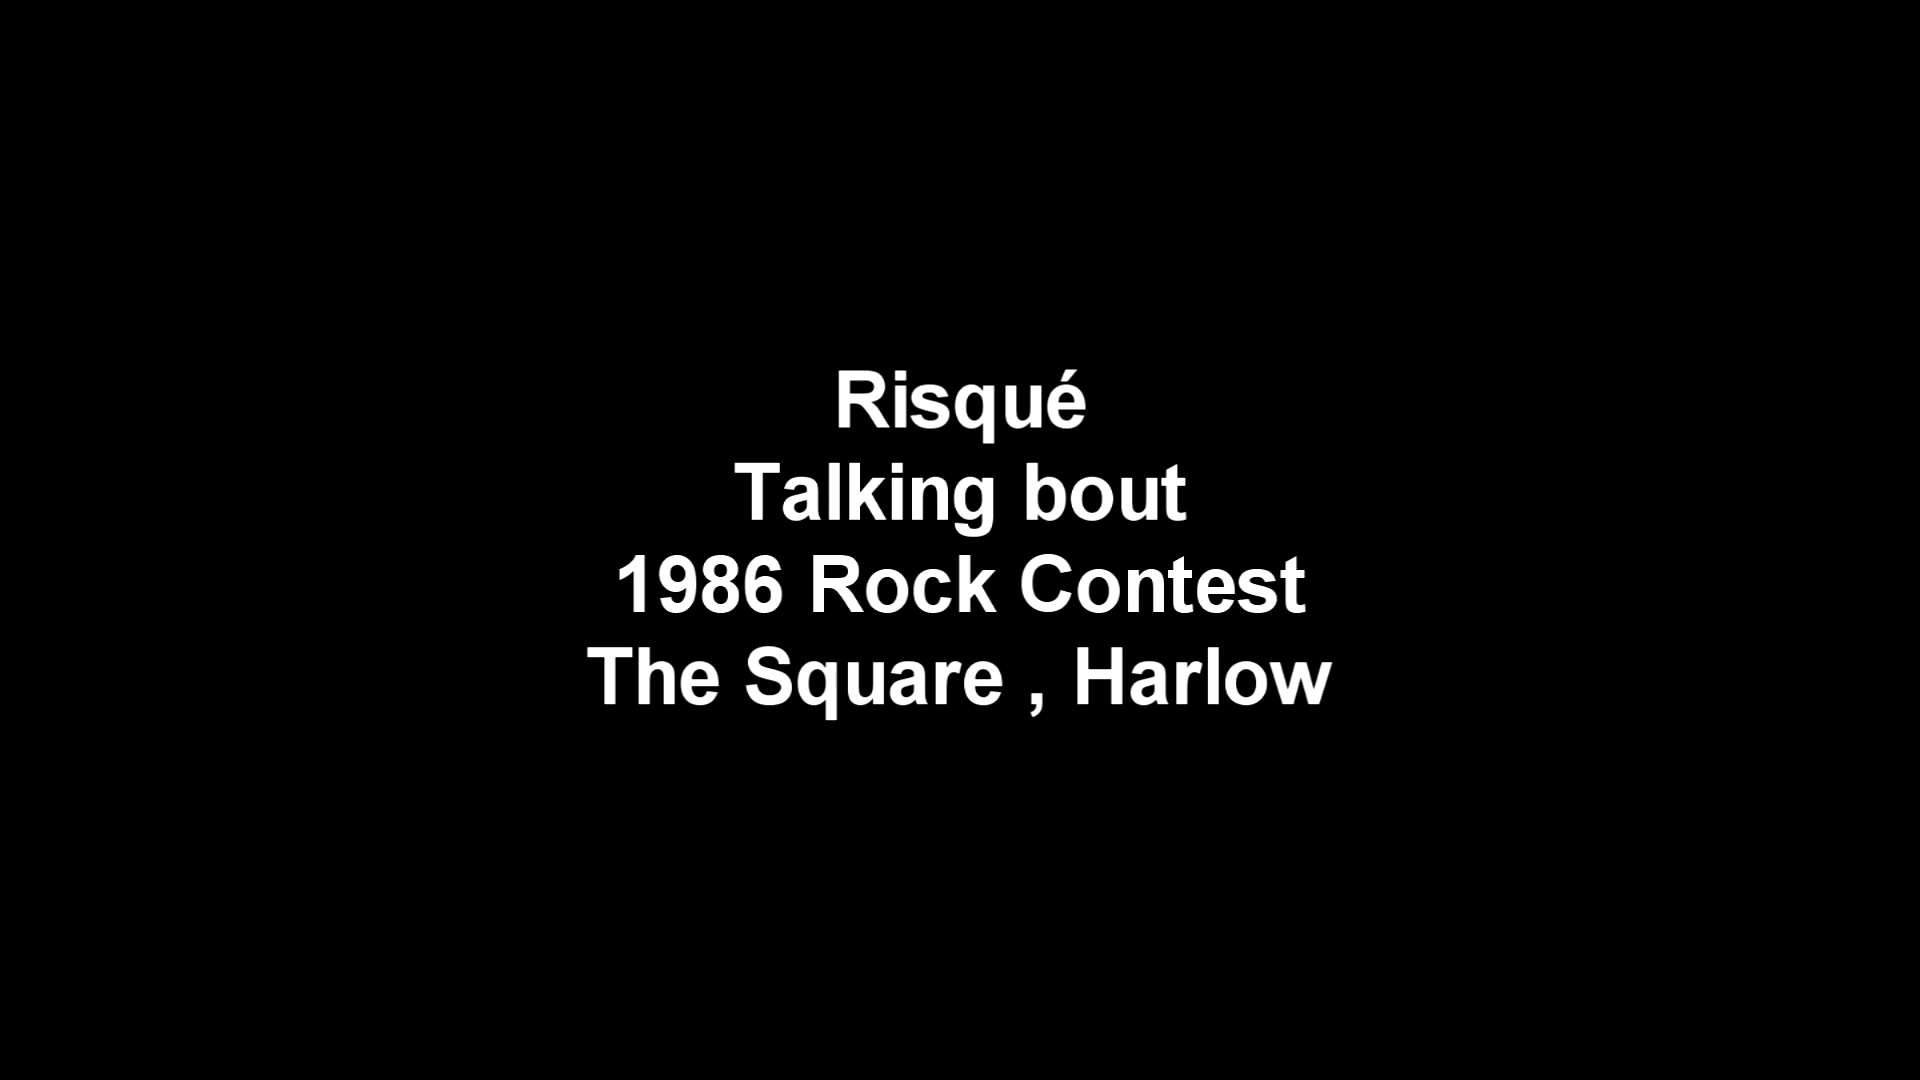 Risqué
Talking bout
1986 Rock Contest
The Square , Harlow